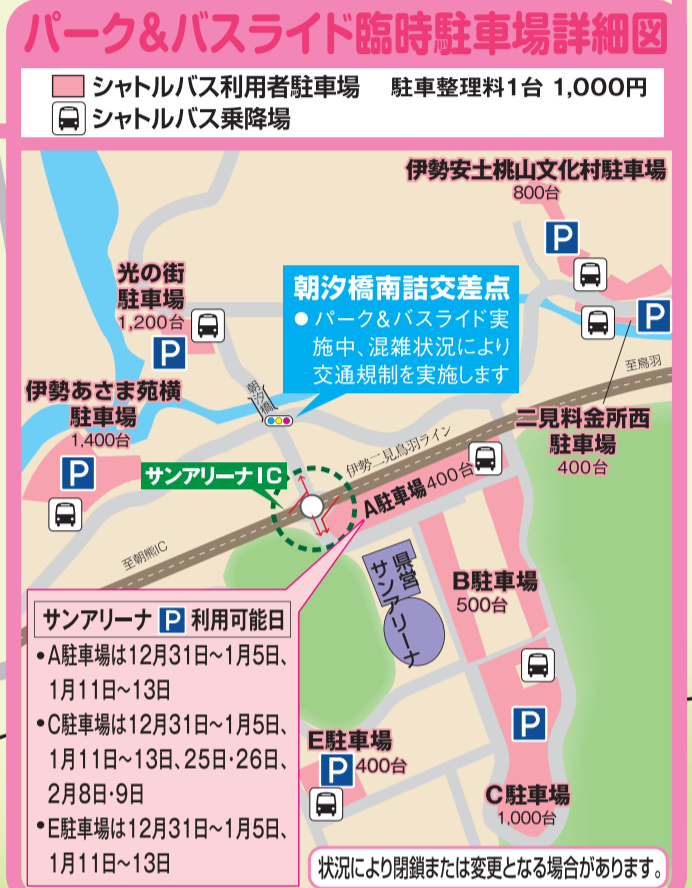 パーク&バスライド臨時駐車場詳細図
シャトルバス利用者駐車場 駐車整理料1台 1,000円
シャトルバス乗降場
伊勢安土桃山文化村駐車場
800台
P
光の街
駐車場
1,200台
P
朝汐橋南詰交差点
● パーク&バスライド実
施中、混雑状況により
交通規制を実施します
P
至鳥羽
朝汐橋
伊勢あさま苑横
駐車場
1,400台
P
二見料金所西
駐車場
400台
伊勢二見鳥羽ライン
サンアリーナIC
A駐車場400台
至朝熊IC
県営
サンアリーナ
B駐車場
500台
サンアリーナ P 利用可能日
•A駐車場は12月31日~1月5日、
1月11日~13日
•C駐車場は12月31日~1月5日、
1月11日~13日、25日・26日、
2月8日・9日
•E駐車場は12月31日~1月5日、
1月11日~13日
P
E駐車場
P 400台
C駐車場
1,000台
状況により閉鎖または変更となる場合があります。